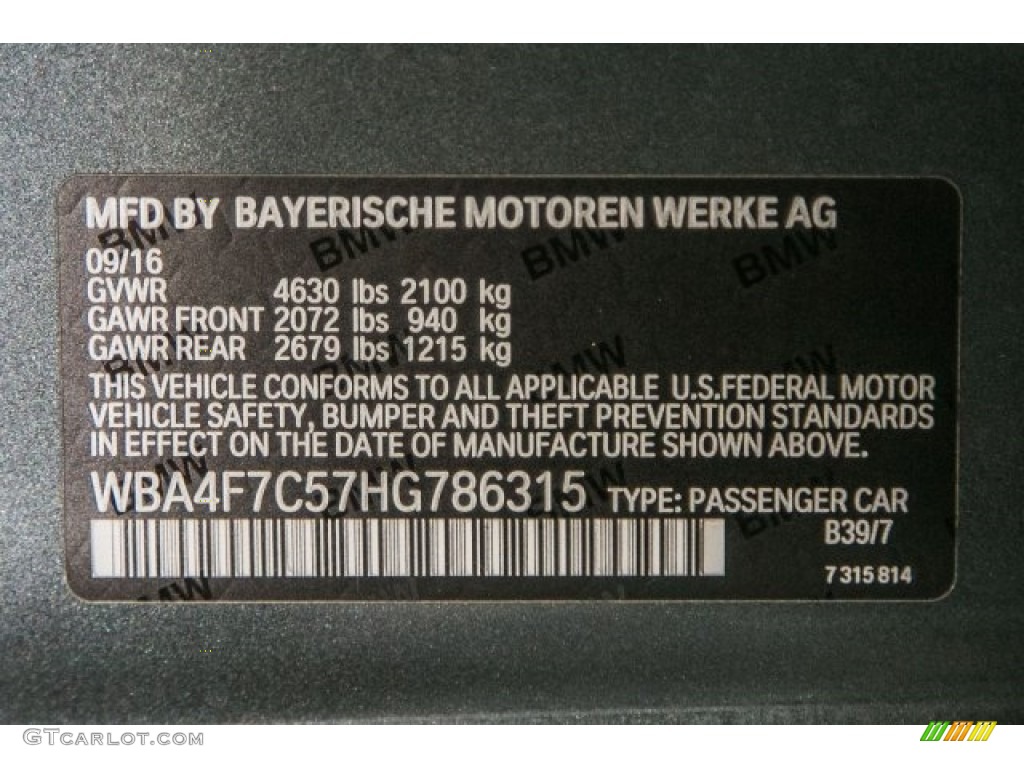 MFD BY BAYERISCHE MOTOREN WERKE AG
09/16
GVWR 4630 lbs 2100 kg
GAWR FRONT 2072 lbs 940 kg
GAWR REAR 2679 lbs 1215 kg
THIS VEHICLE CONFORMS TO ALL APPLICABLE U.S.FEDERAL MOTOR
VEHICLE SAFETY, BUMPER AND THEFT PREVENTION STANDARDS
IN EFFECT ON THE DATE OF MANUFACTURE SHOWN ABOVE.
WBA4F7C57HG786315 TYPE: PASSENGER CAR
B39/7
7 315 814
GTCarLot.com